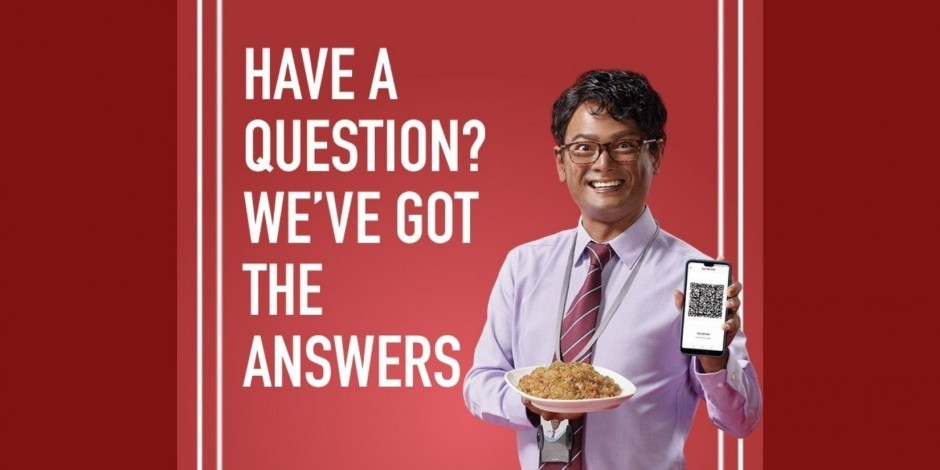 HAVE A
QUESTION?
WE'VE GOT
THE
ANSWERS